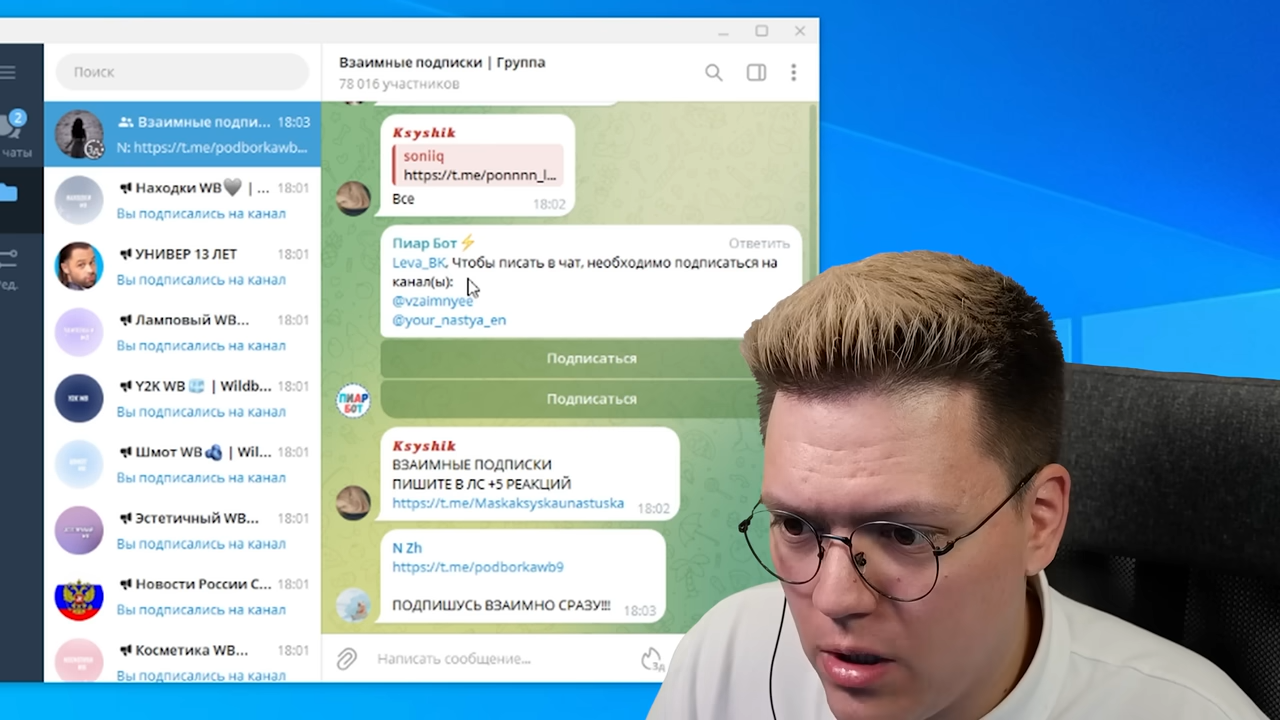 Поиск
2
чаты
ед.
Взаимные подпи... 18:03
N: https://t.me/podborkawb...
Находки WB🩶 | ... 18:01
Вы подписались на канал
УНИВЕР 13 ЛЕТ 18:01
Вы подписались на канал
Ламповый WB... 18:01
Вы подписались на канал
Y2K WB | Wildb... 18:01
Вы подписались на канал
Шмот WB🫐 | Wil... 18:01
Вы подписались на канал
Эстетичный WB... 18:01
Вы подписались на канал
Новости России С... 18:01
Вы подписались на канал
Косметика WB... 18:01
Вы подписались на канал
Взаимные подписки | Группа
78 016 участников
Ksyshik
soniiq
https://t.me/ponnnn_l...
Все 18:02
Пиар Бот⚡ Ответить
Leva_BK, Чтобы писать в чат, необходимо подписаться на
канал(ы):
@vzaimnyee
@your_nastya_en
Подписаться
Подписаться
ПИАР
БОТ
Ksyshik
ВЗАИМНЫЕ ПОДПИСКИ
ПИШИТЕ В ЛС +5 РЕАКЦИЙ
https://t.me/Maskaksyskaunastuska 18:02
N Zh
https://t.me/podborkawb9
ПОДПИШУСЬ ВЗАИМНО СРАЗУ!!! 18:03
Написать сообщение...
3д